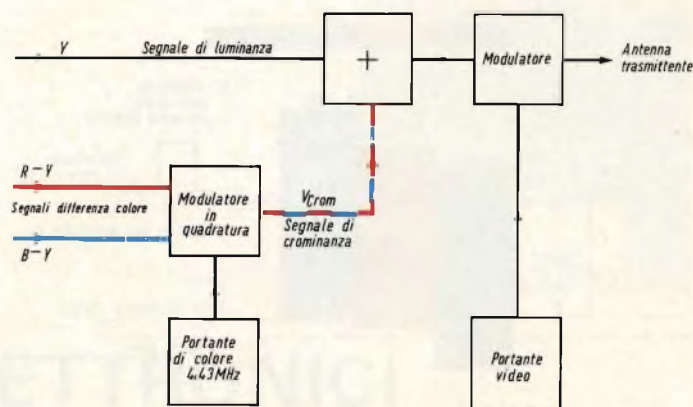 Y
Segnale di luminanza
+
Modulatore
Antenna
trasmittente
R-Y
Segnali differenza colore
B-Y
Modulatore
in
quadratura
VCrom
Segnale di
crominanza
Portante
di colore
4.43MHz
Portante
video